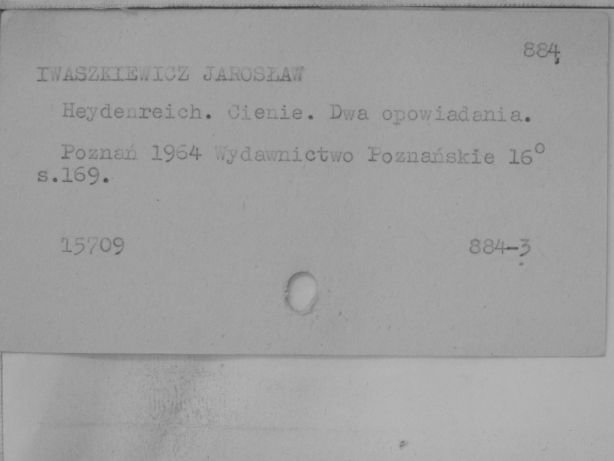 884
IWASZKIEWICZ JAROSŁAW
Heydenreich. Cienie. Dwa opowiadania.
Poznań 1964 Wydawnictwo Poznańskie 16°
s.169.
15709 884-3